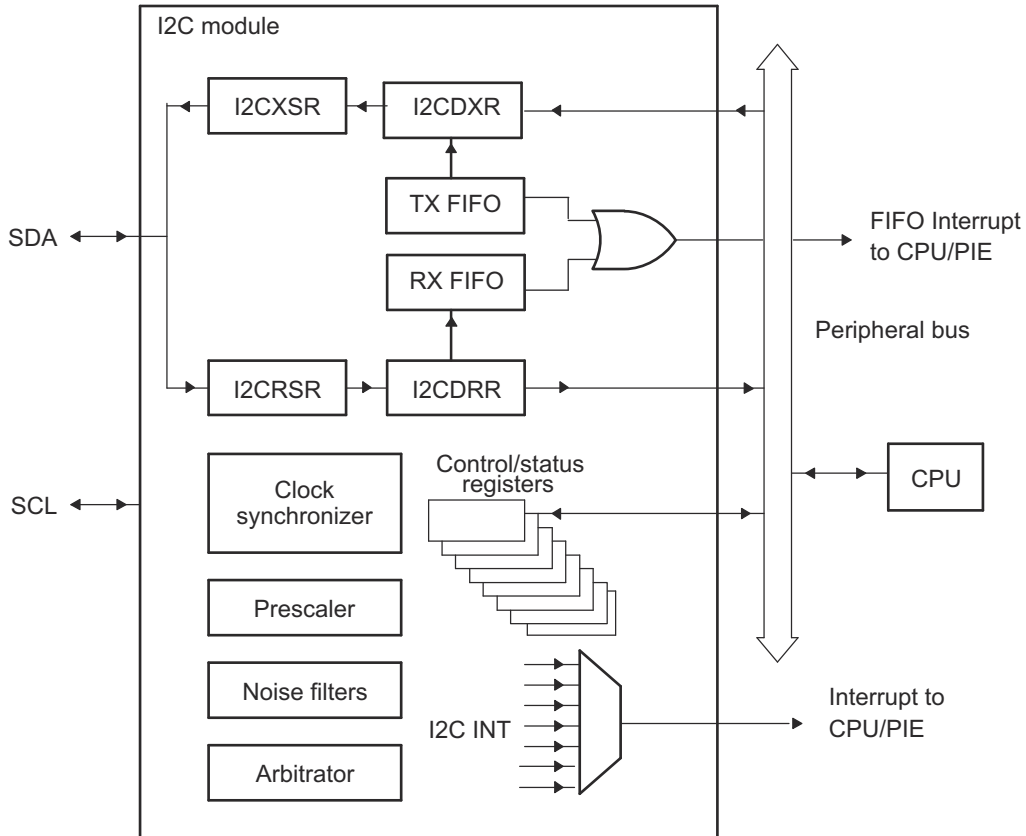 I2C module
I2CXSR
I2CDXR
TX FIFO
SDA
FIFO Interrupt
to CPU/PIE
RX FIFO
Peripheral bus
I2CRSR
I2CDRR
Control/status
registers
Clock
synchronizer
SCL
CPU
Prescaler
Noise filters
I2C INT
Interrupt to
CPU/PIE
Arbitrator